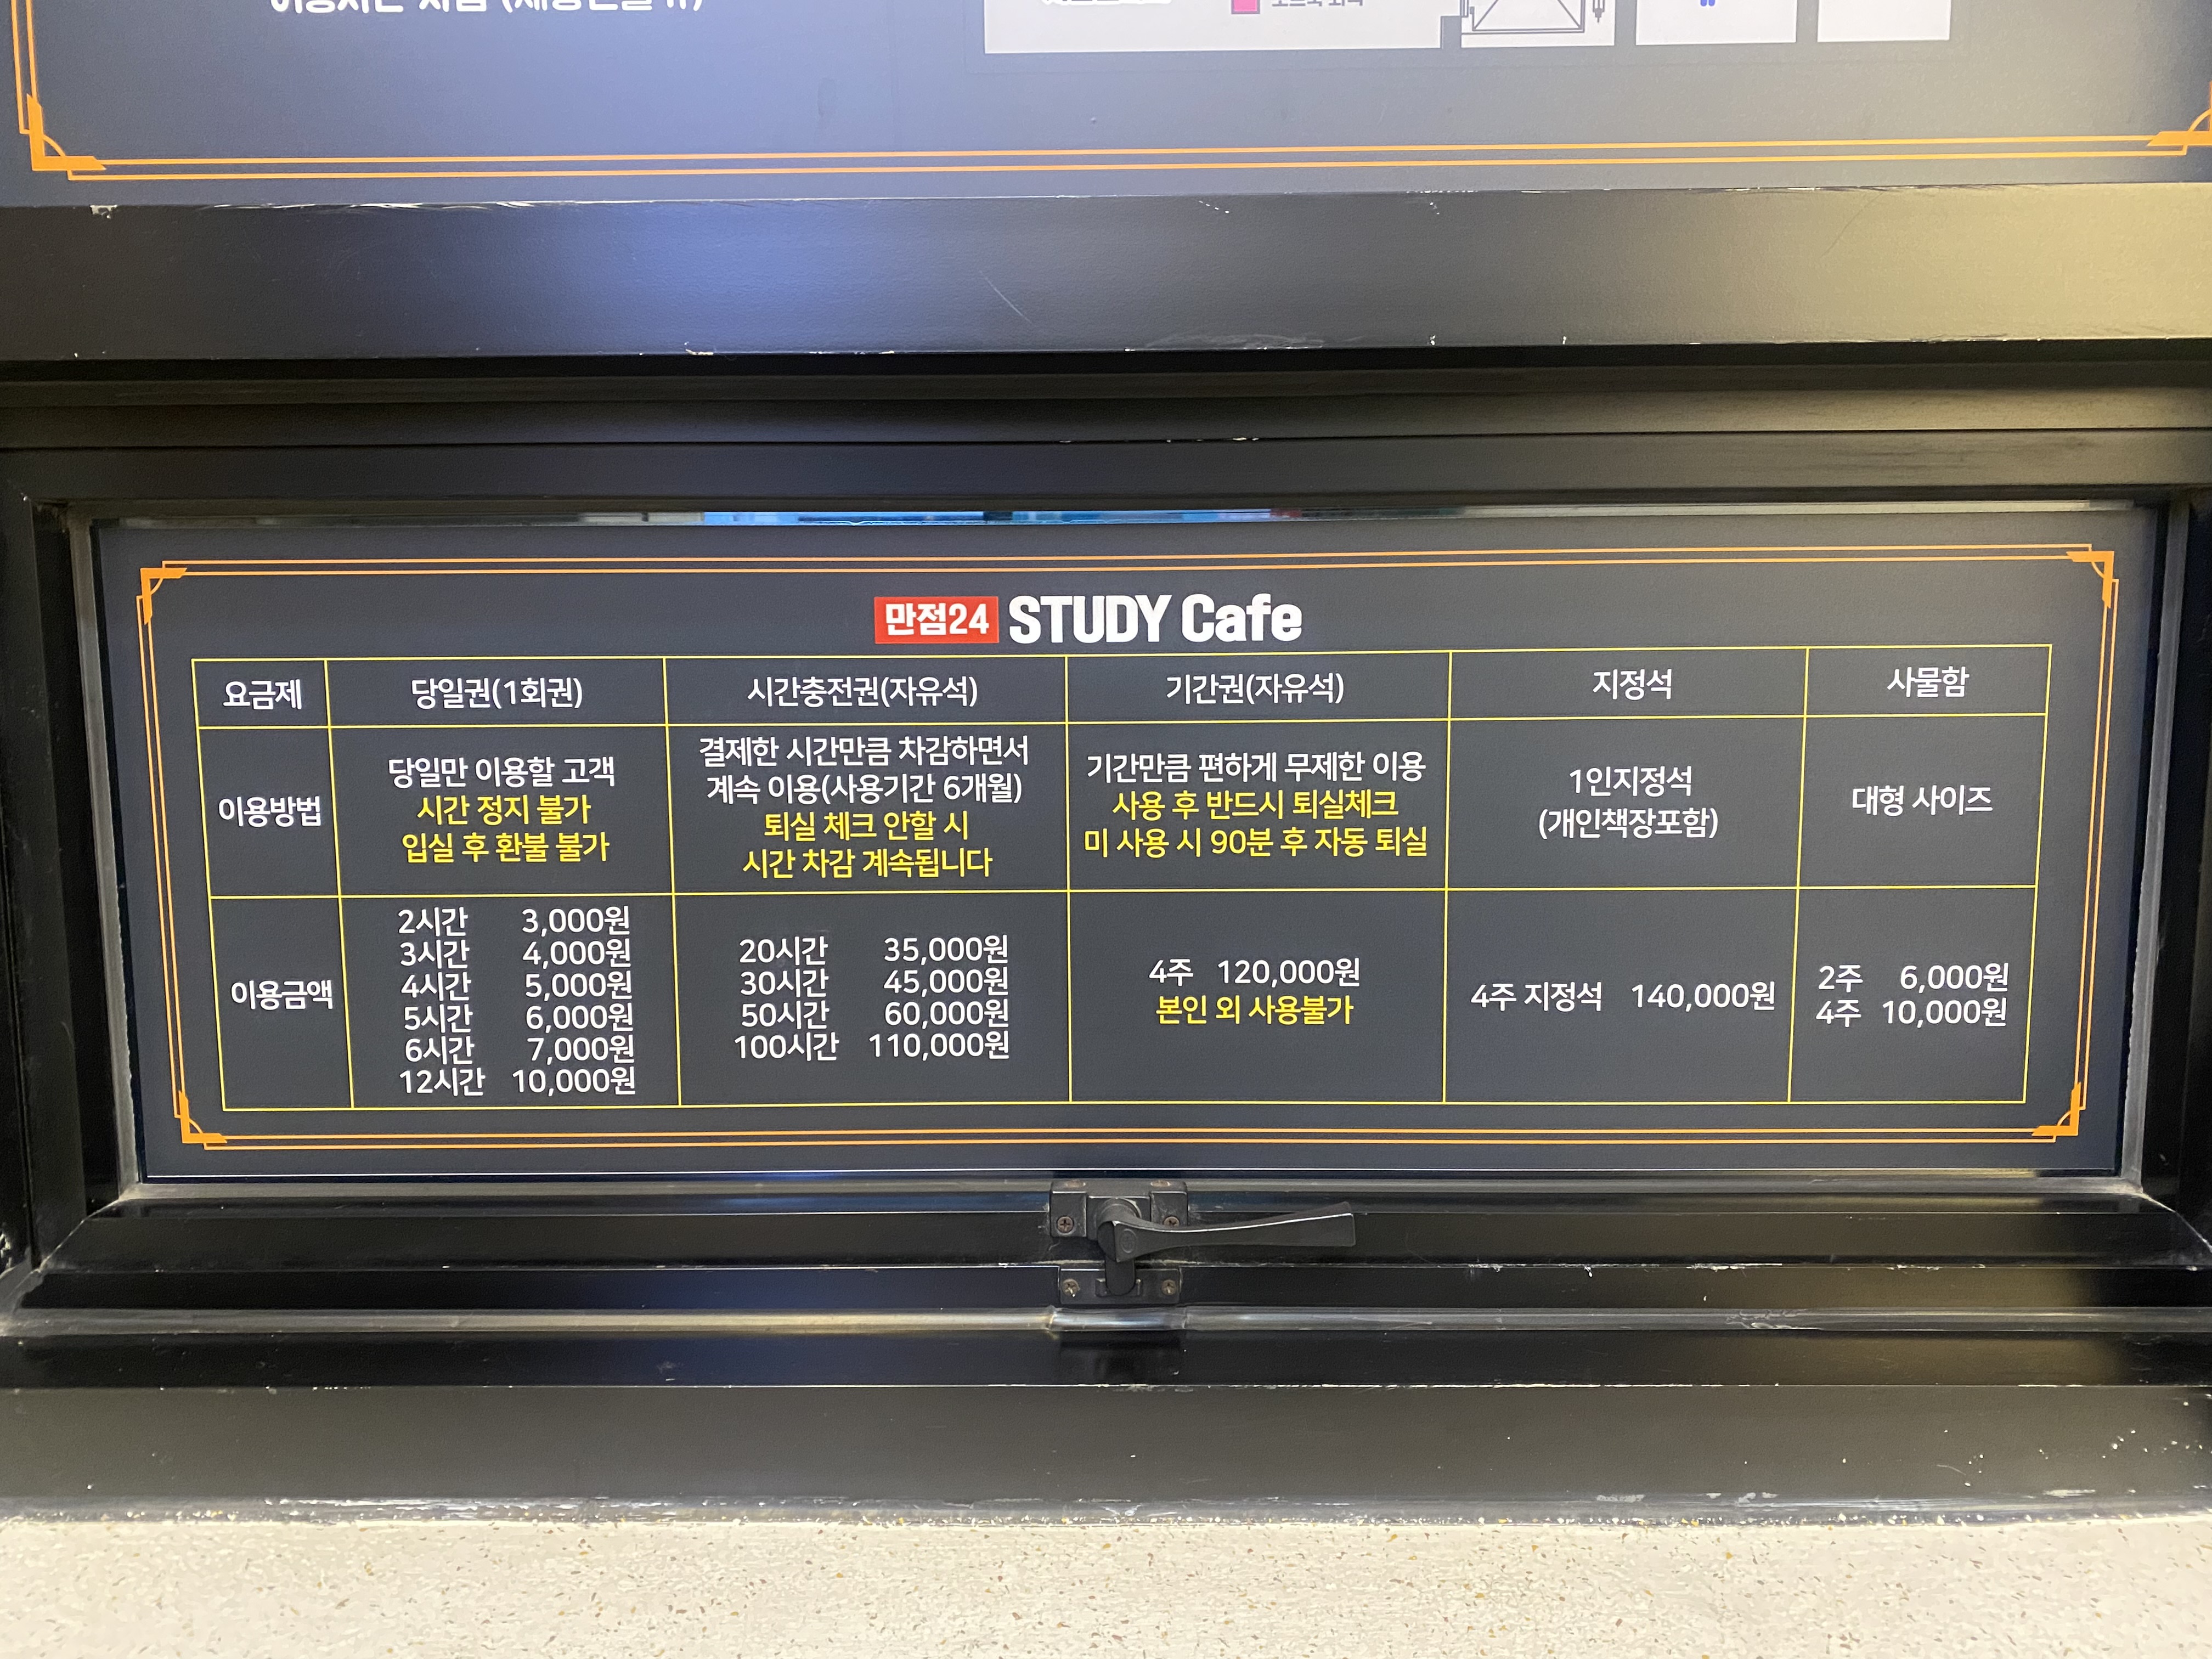 만점24 STUDY Cafe
요금제 당일권(1회권) 시간충전권(자유석) 기간권(자유석) 지정석 사물함
이용방법
당일만 이용할 고객
시간 정지 불가
입실 후 환불 불가
결제한 시간만큼 차감하면서
계속 이용(사용기간 6개월)
퇴실 체크 안할 시
시간 차감 계속됩니다
기간만큼 편하게 무제한 이용
사용 후 반드시 퇴실체크
미 사용 시 90분 후 자동 퇴실
1인지정석
(개인책장포함)
대형 사이즈
이용금액
2시간 3,000원
3시간 4,000원
4시간 5,000원
5시간 6,000원
6시간 7,000원
12시간 10,000원
20시간 35,000원
30시간 45,000원
50시간 60,000원
100시간 110,000원
4주 120,000원
본인 외 사용불가
4주 지정석 140,000원
2주 6,000원
4주 10,000원